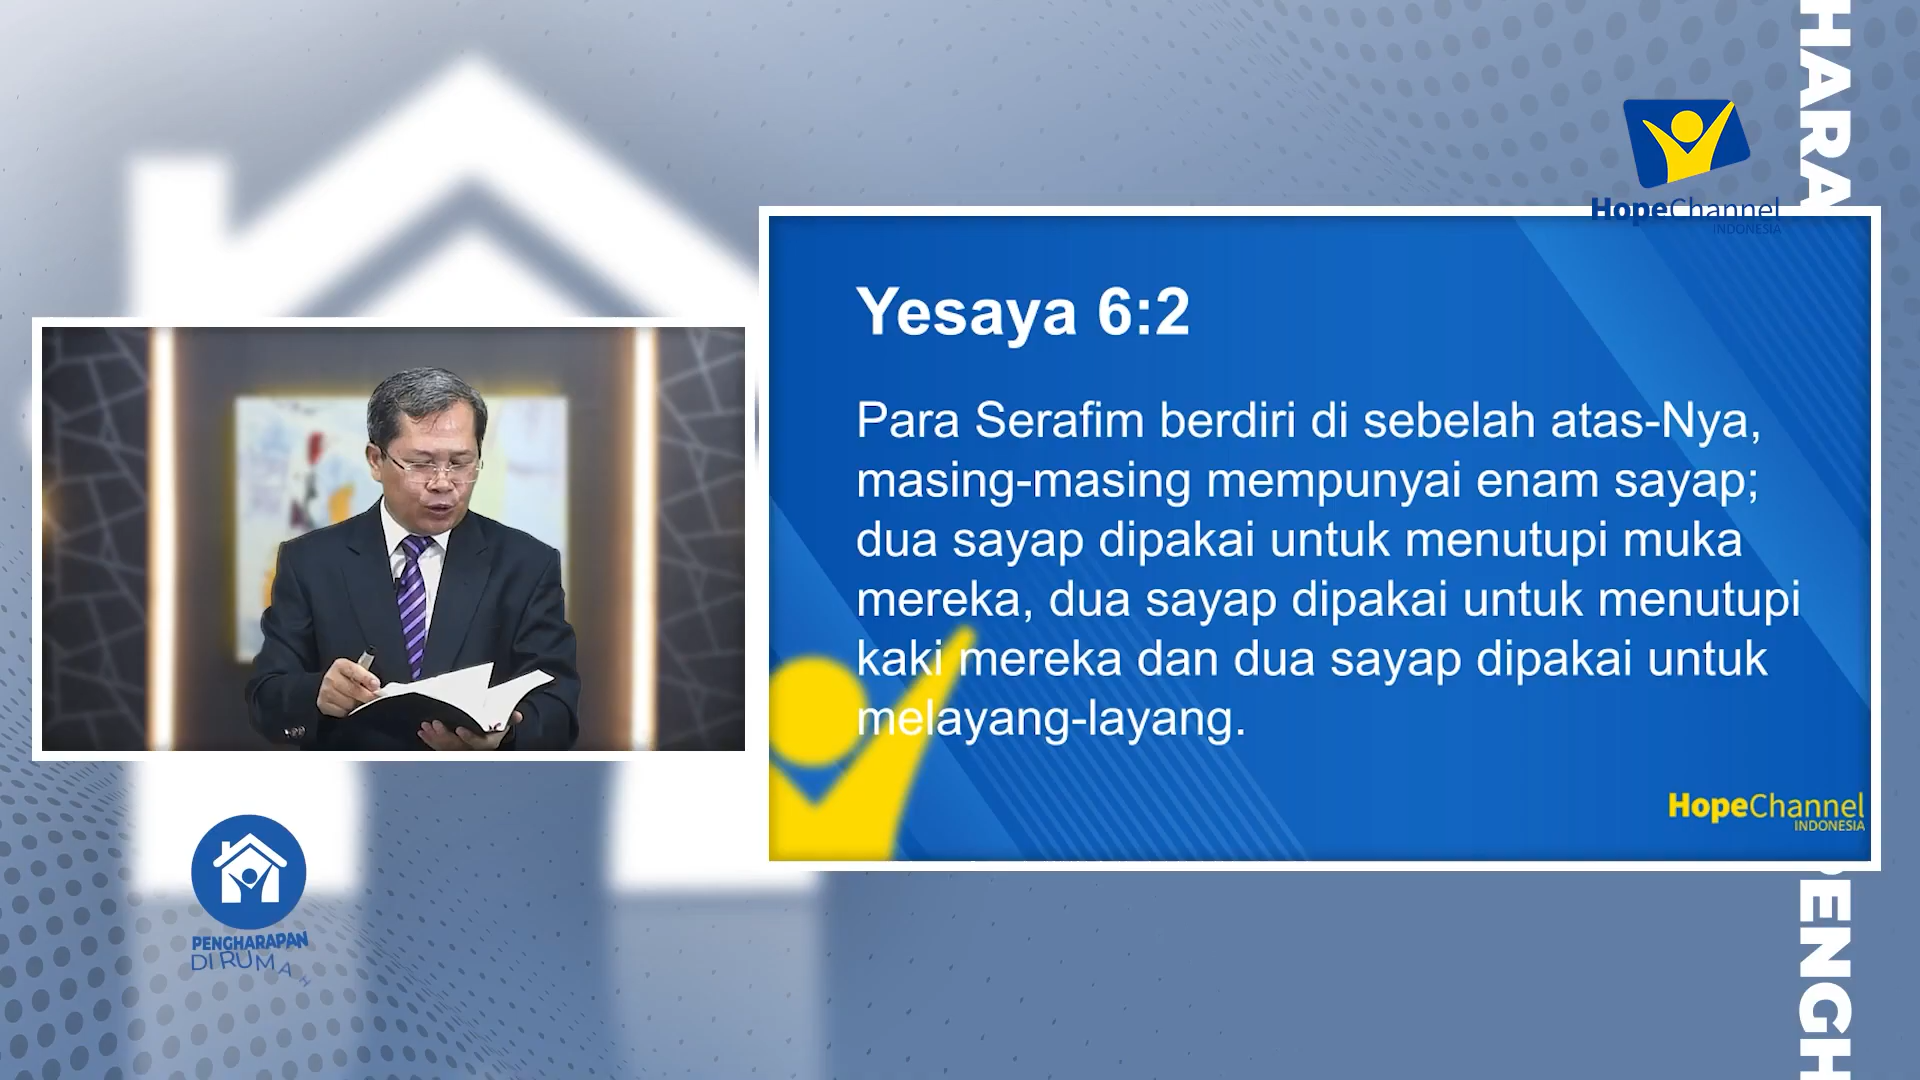 HARA
HopeChannel
INDONESIA
Yesaya 6:2
Para Serafim berdiri di sebelah atas-Nya,
masing-masing mempunyai enam sayap;
dua sayap dipakai untuk menutupi muka
mereka, dua sayap dipakai untuk menutupi
kaki mereka dan dua sayap dipakai untuk
melayang-layang.
HopeChannel
INDONESIA
PENGHARAPAN
DI RUMAH
PENGH